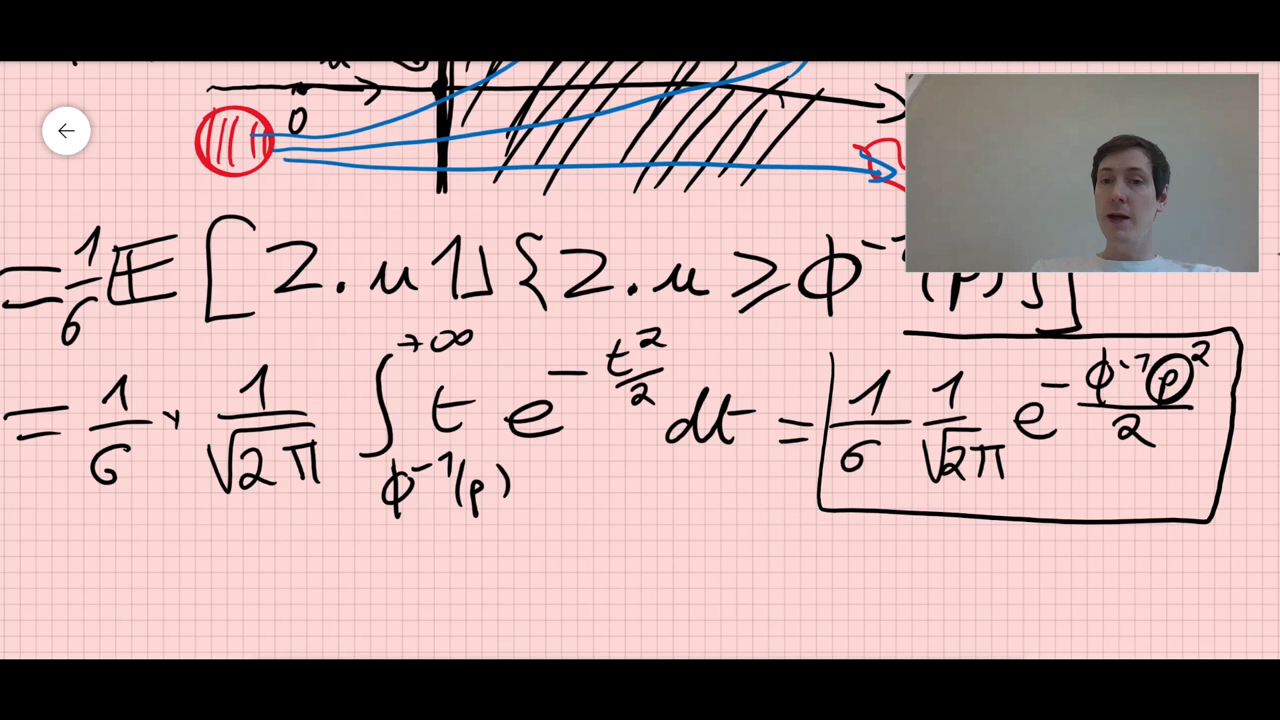 0
= 1/6 𝔼 [ Z . u 𝟙 { Z . u ≥ ϕ⁻¹(p) } ]
= 1/6 × 1/√2π ∫_{ϕ⁻¹(p)}^{+∞} t e^{-t²/2} dt = 1/6 1/√2π e^{-ϕ⁻¹(p)²/2}